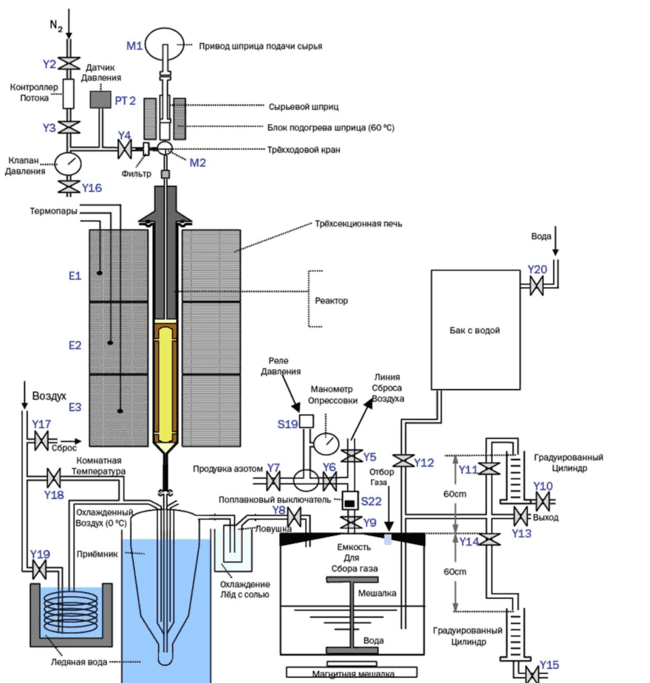 N2
M1
Привод шприца подачи сырья
Y2
Датчик
Давления
Контроллер
Потока
PT 2
Сырьевой шприц
Y3
Блок подогрева шприца (60 °C)
Y4
Трёхходовой кран
Клапан
Давления
Фильтр
M2
Y16
Термопары
Трёхсекционная печь
Вода
E1
Y20
Реактор
Бак с водой
E2
Реле
Давления
Линия
Сброса
Воздуха
Манометр
Опрессовки
E3
Воздух
S19
Y17
Сброс
Y5
Y12
Y11
Градуированный
Цилиндр
Комнатная
Температура
Продувка азотом
Y7
Y6
Отбор
Газа
60cm
Y18
Поплавковый выключатель
S22
Y10
Охлажденный
Воздух (0 °C)
Y8
Y9
Выход
Y13
Ловушка
Y14
Приёмник
Емкость
Для
Сбора газа
Y19
60cm
Охлаждение
Лёд с солью
Мешалка
Градуированный
Цилиндр
Вода
Ледяная вода
Y15
Магнитная мешалка